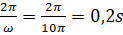 2π/ω = 2π/10π = 0,2s